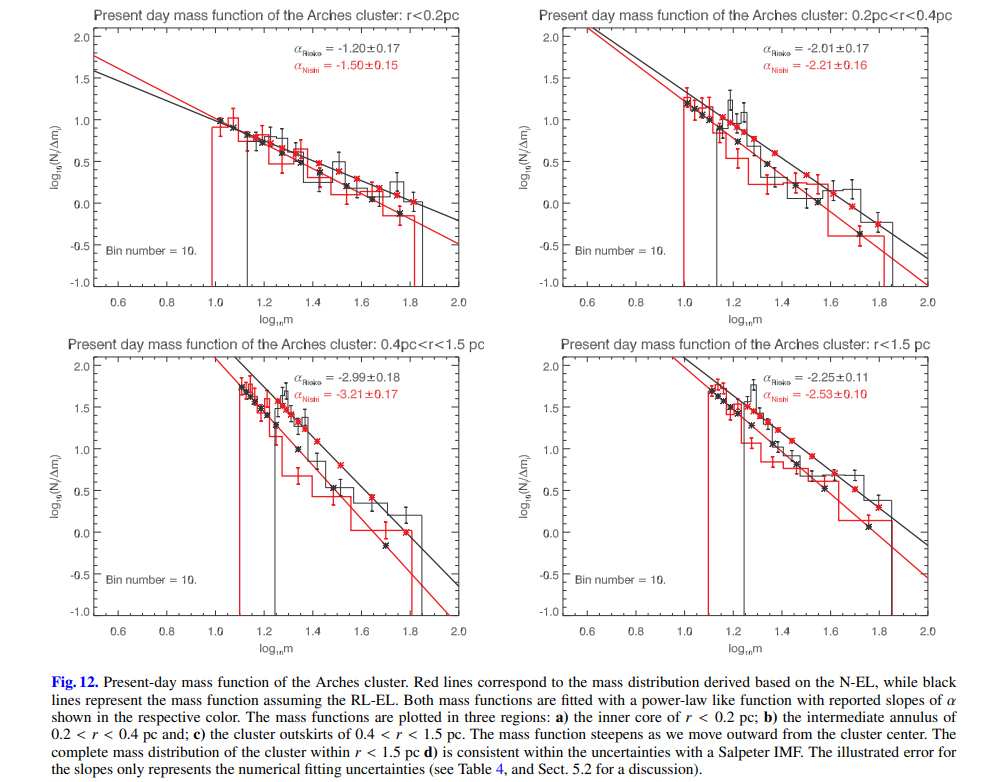 Present day mass function of the Arches cluster: r<0.2pc
Present day mass function of the Arches cluster: 0.2pc<r<0.4pc
2.0
1.5
1.0
0.5
0.0
-0.5
-1.0
log₁₀(N/Δmᵢ)
α_Rieke = -1.20±0.17
α_Nishi = -1.50±0.15
Bin number = 10.
0.6 0.8 1.0 1.2 1.4 1.6 1.8 2.0
log₁₀m
2.0
1.5
1.0
0.5
0.0
-0.5
-1.0
log₁₀(N/Δmᵢ)
α_Rieke = -2.01±0.17
α_Nishi = -2.21±0.16
Bin number = 10.
0.6 0.8 1.0 1.2 1.4 1.6 1.8 2.0
log₁₀m
Present day mass function of the Arches cluster: 0.4pc<r<1.5 pc
Present day mass function of the Arches cluster: r<1.5 pc
2.0
1.5
1.0
0.5
0.0
-0.5
-1.0
log₁₀(N/Δmᵢ)
α_Rieke = -2.99±0.18
α_Nishi = -3.21±0.17
Bin number = 10.
0.6 0.8 1.0 1.2 1.4 1.6 1.8 2.0
log₁₀m
2.0
1.5
1.0
0.5
0.0
-0.5
-1.0
log₁₀(N/Δmᵢ)
α_Rieke = -2.25±0.11
α_Nishi = -2.53±0.10
Bin number = 10.
0.6 0.8 1.0 1.2 1.4 1.6 1.8 2.0
log₁₀m
Fig. 12. Present-day mass function of the Arches cluster. Red lines correspond to the mass distribution derived based on the N-EL, while black
lines represent the mass function assuming the RL-EL. Both mass functions are fitted with a power-law like function with reported slopes of α
shown in the respective color. The mass functions are plotted in three regions: a) the inner core of r < 0.2 pc; b) the intermediate annulus of
0.2 < r < 0.4 pc and; c) the cluster outskirts of 0.4 < r < 1.5 pc. The mass function steepens as we move outward from the cluster center. The
complete mass distribution of the cluster within r < 1.5 pc d) is consistent within the uncertainties with a Salpeter IMF. The illustrated error for
the slopes only represents the numerical fitting uncertainties (see Table 4, and Sect. 5.2 for a discussion).